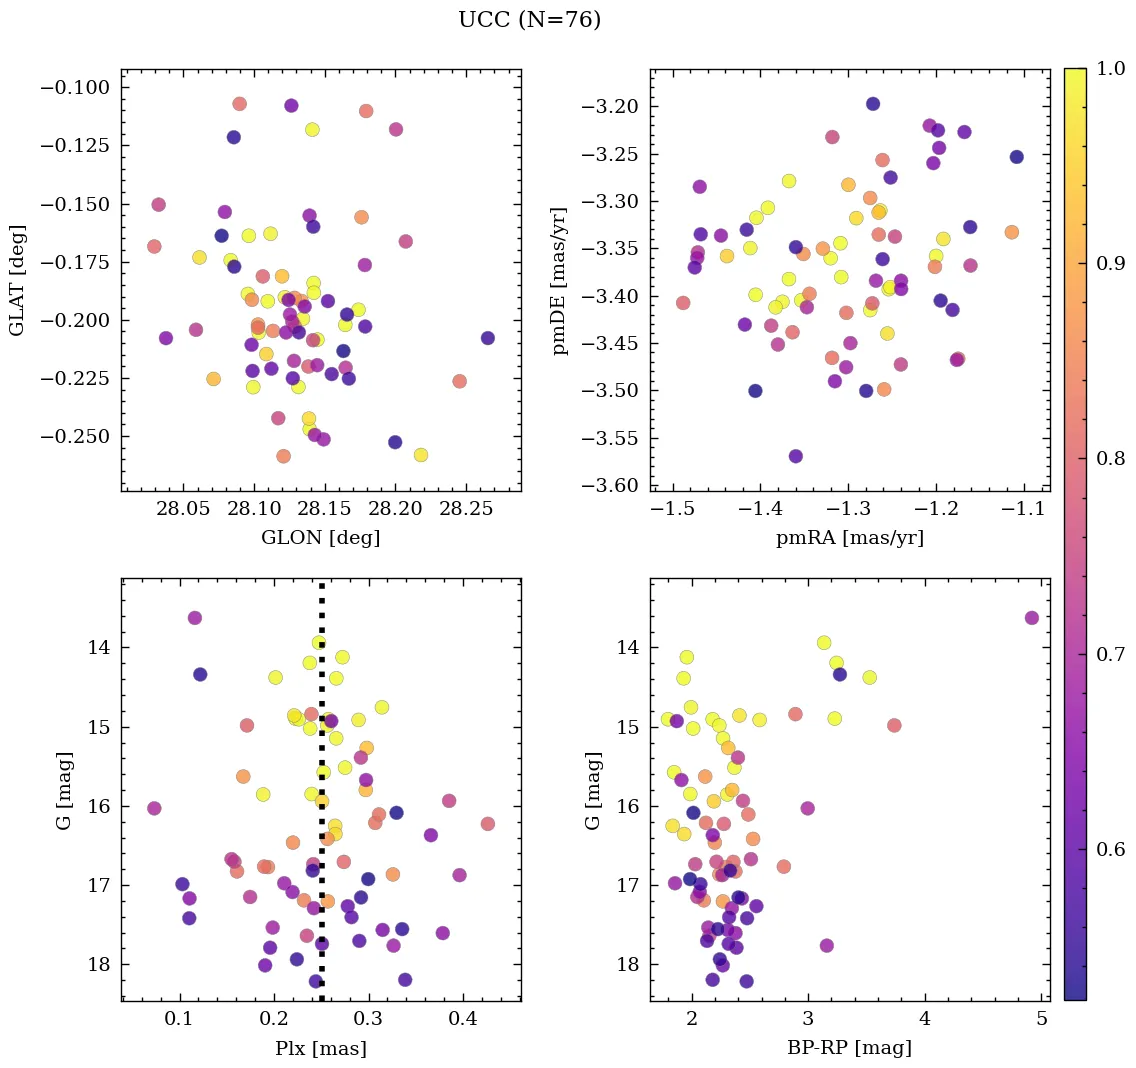 UCC (N=76)
−0.100
−0.125
−0.150
−0.175
−0.200
−0.225
−0.250
GLAT [deg]
28.05 28.10 28.15 28.20 28.25
GLON [deg]
−3.20
−3.25
−3.30
−3.35
−3.40
−3.45
−3.50
−3.55
−3.60
pmDE [mas/yr]
−1.5 −1.4 −1.3 −1.2 −1.1
pmRA [mas/yr]
1.0
0.9
0.8
0.7
0.6
14
15
16
17
18
G [mag]
0.1 0.2 0.3 0.4
Plx [mas]
14
15
16
17
18
G [mag]
2 3 4 5
BP-RP [mag]